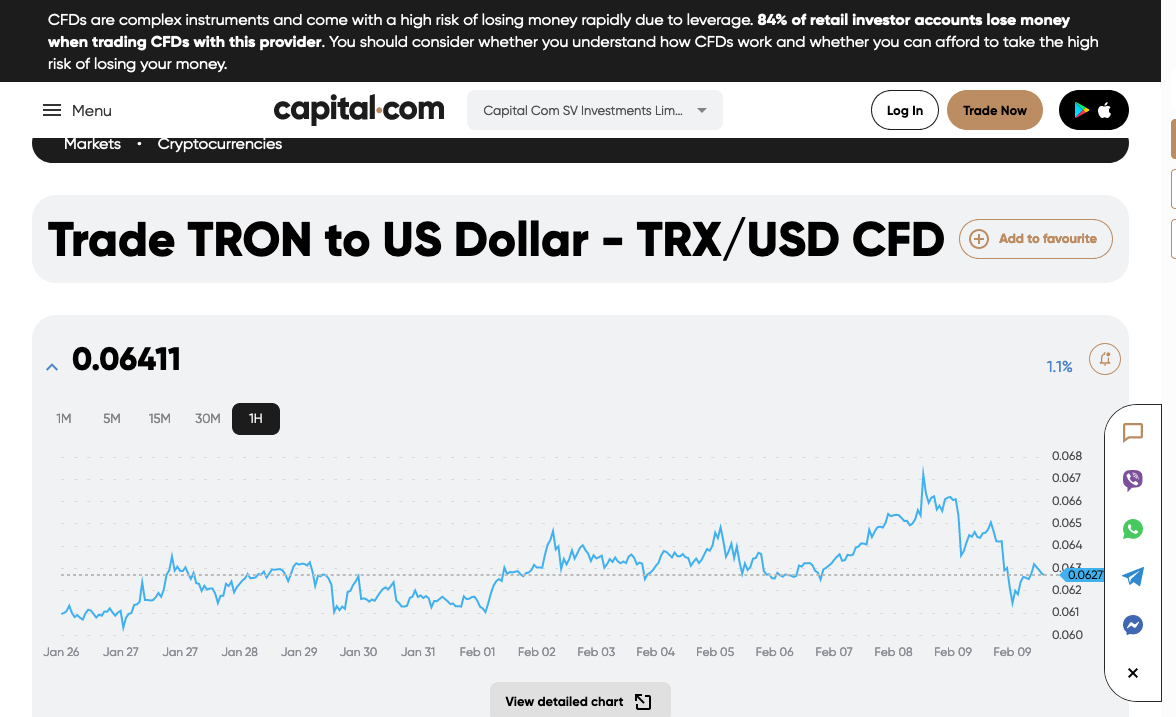 CFDs are complex instruments and come with a high risk of losing money rapidly due to leverage. 84% of retail investor accounts lose money
when trading CFDs with this provider. You should consider whether you understand how CFDs work and whether you can afford to take the high
risk of losing your money.
Menu
capital.com
Capital Com SV Investments Lim...
Log In
Trade Now
Markets • Cryptocurrencies
Trade TRON to US Dollar - TRX/USD CFD
Add to favourite
0.06411
1.1%
1M 5M 15M 30M 1H
0.068
0.067
0.066
0.065
0.064
0.063
0.0627
0.062
0.061
0.060
Jan 26 Jan 27 Jan 27 Jan 28 Jan 29 Jan 30 Jan 31 Feb 01 Feb 02 Feb 03 Feb 04 Feb 05 Feb 06 Feb 07 Feb 08 Feb 09 Feb 09
View detailed chart